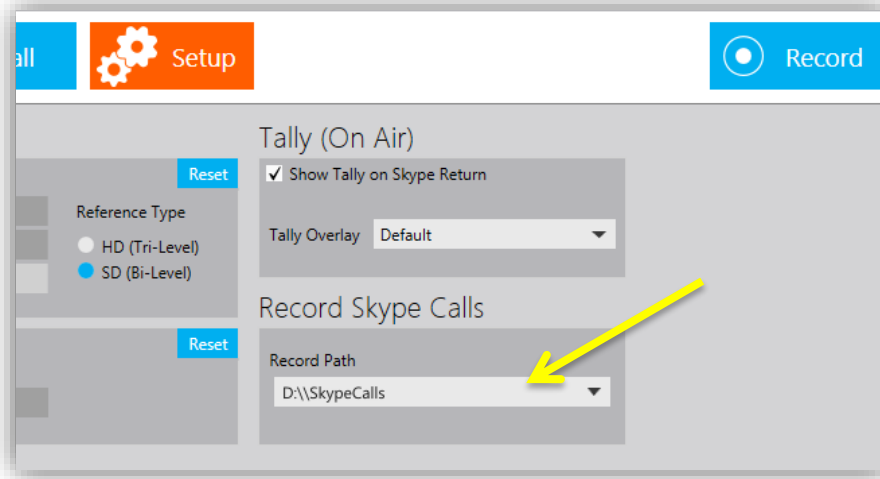 all
Setup
Record
Tally (On Air)
Reset
Show Tally on Skype Return
Reference Type
HD (Tri-Level)
SD (Bi-Level)
Tally Overlay
Default
Record Skype Calls
Reset
Record Path
D:\\SkypeCalls